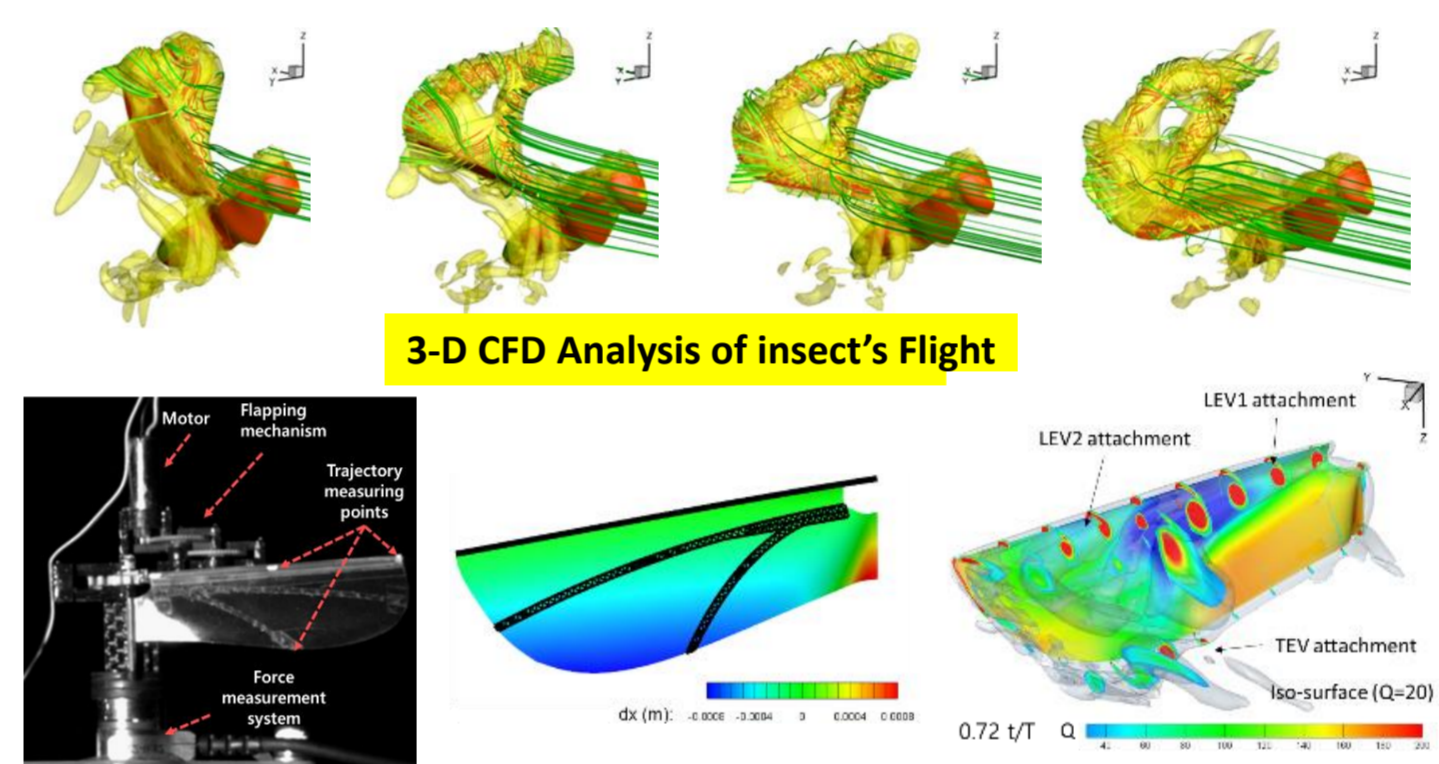 Z
X
Y
Z
X
Y
Z
X
Y
Z
X
Y
3-D CFD Analysis of insect’s Flight
Motor
Flapping
mechanism
Trajectory
measuring
points
Force
measurement
system
dx (m):
-0.0008 -0.0004 0 0.0004 0.0008
Y
X
Z
LEV1 attachment
LEV2 attachment
TEV attachment
Iso-surface (Q=20)
0.72 t/T Q
40 60 80 100 120 140 160 180 200